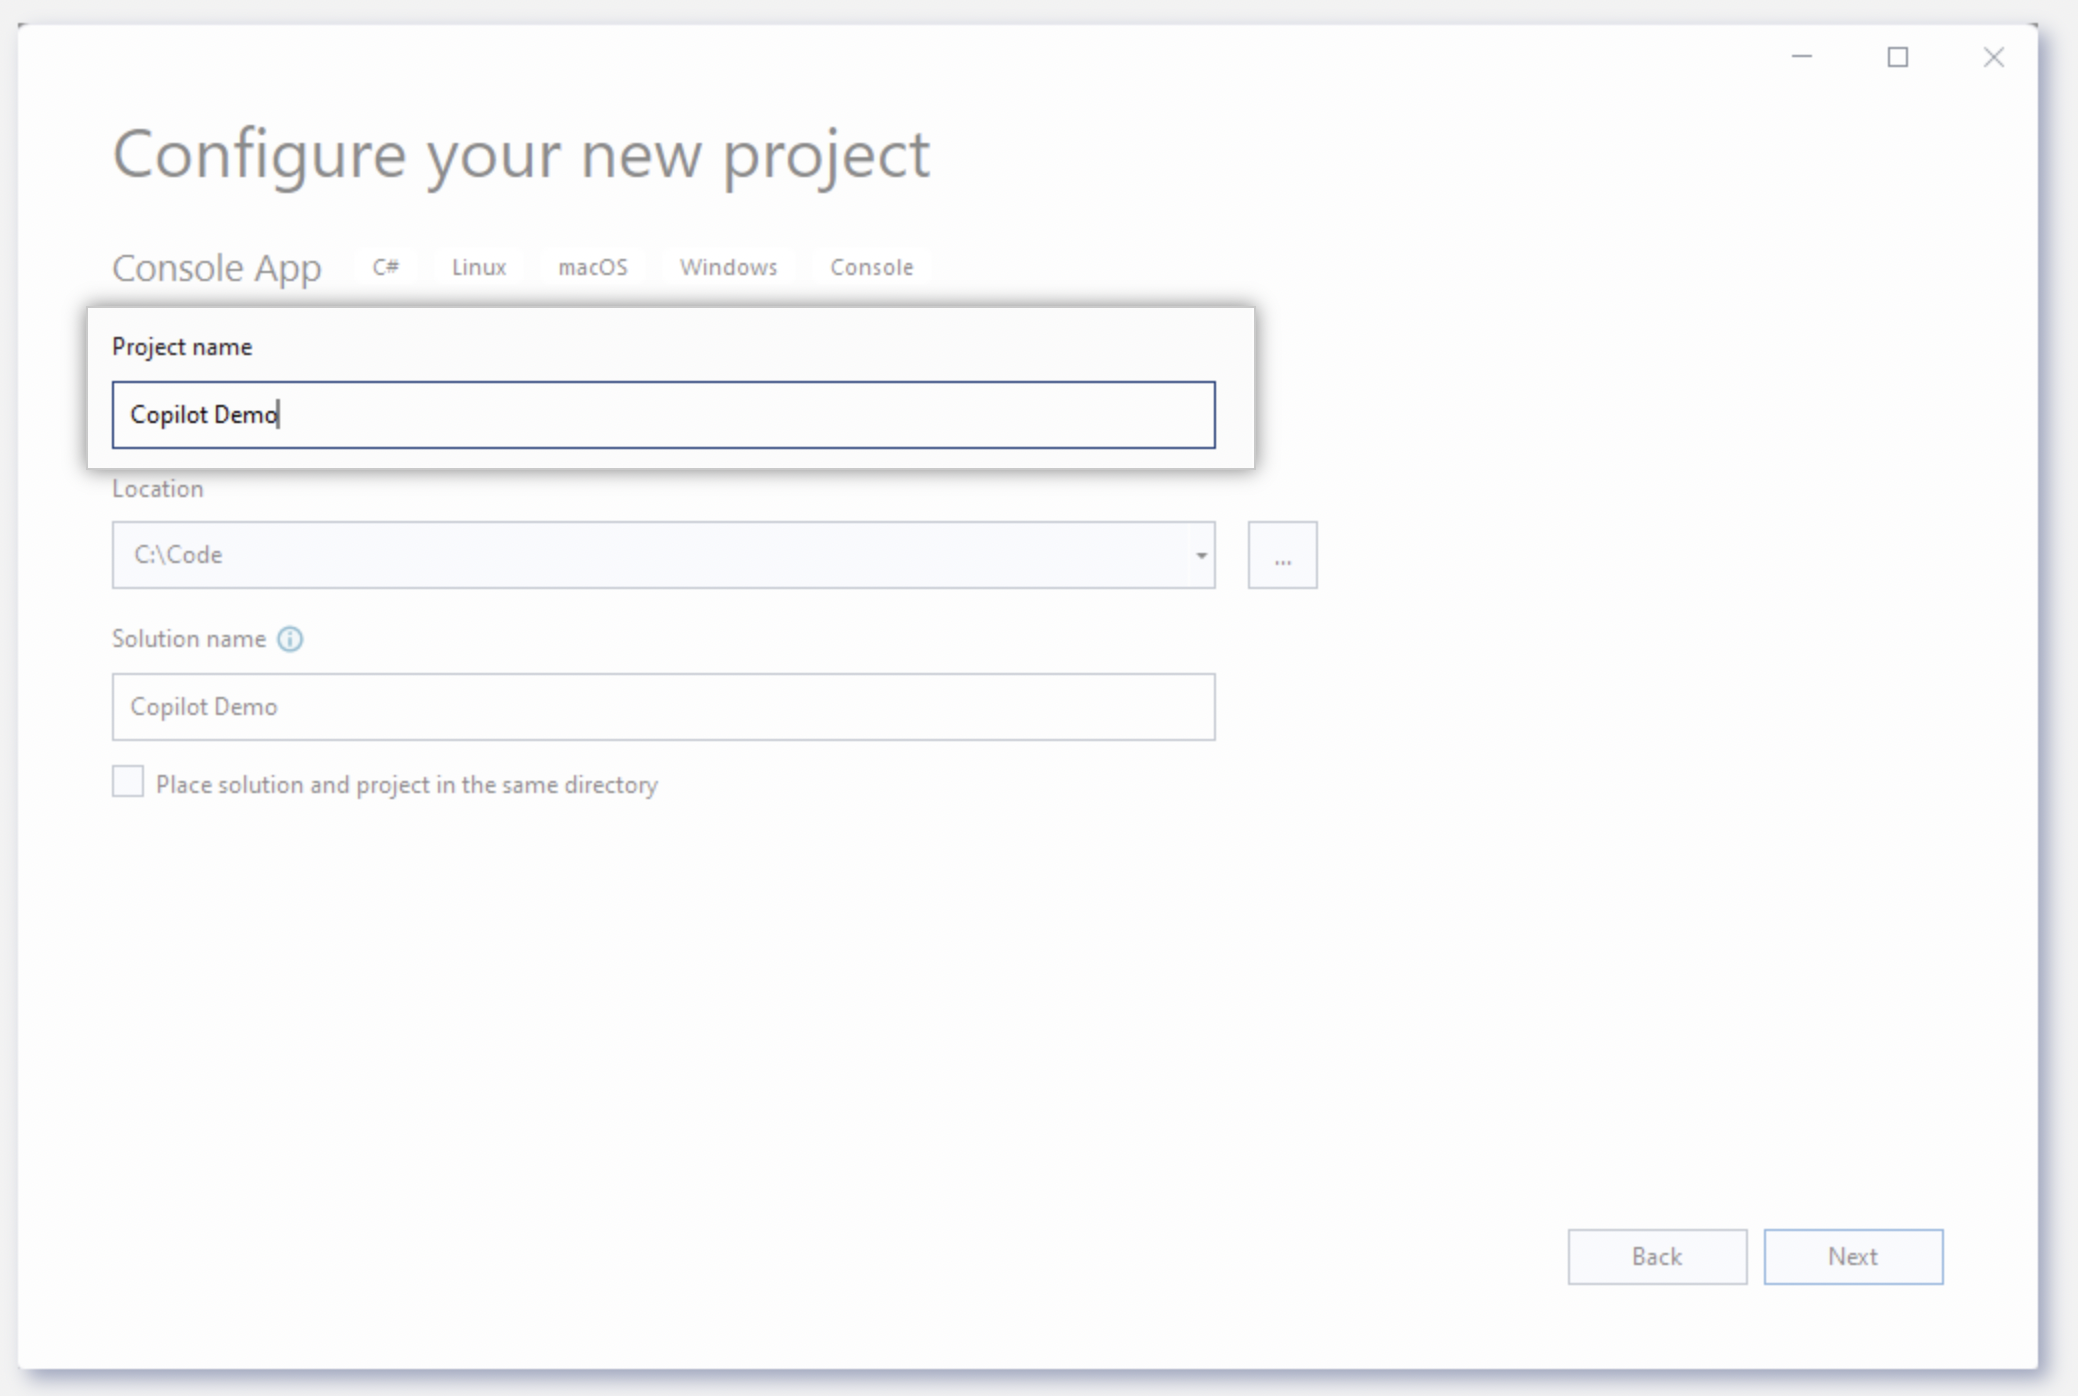 Configure your new project
Console App C# Linux macOS Windows Console
Project name
Copilot Demo
Location
C:\Code
...
Solution name
Copilot Demo
Place solution and project in the same directory
Back Next